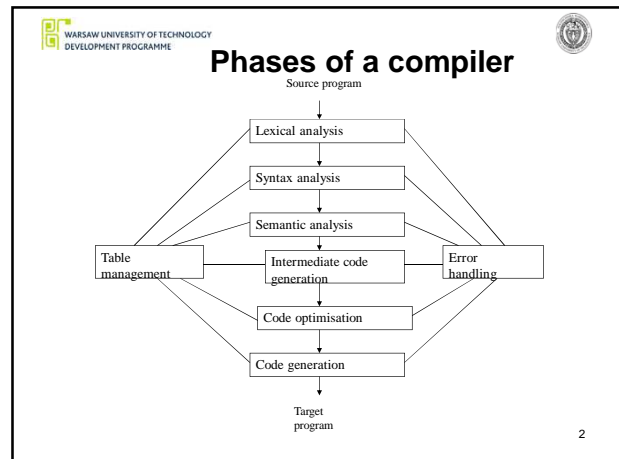 WARSAW UNIVERSITY OF TECHNOLOGY
DEVELOPMENT PROGRAMME
Phases of a compiler
Source program
Lexical analysis
Syntax analysis
Semantic analysis
Table
management
Intermediate code
generation
Error
handling
Code optimisation
Code generation
Target
program
2